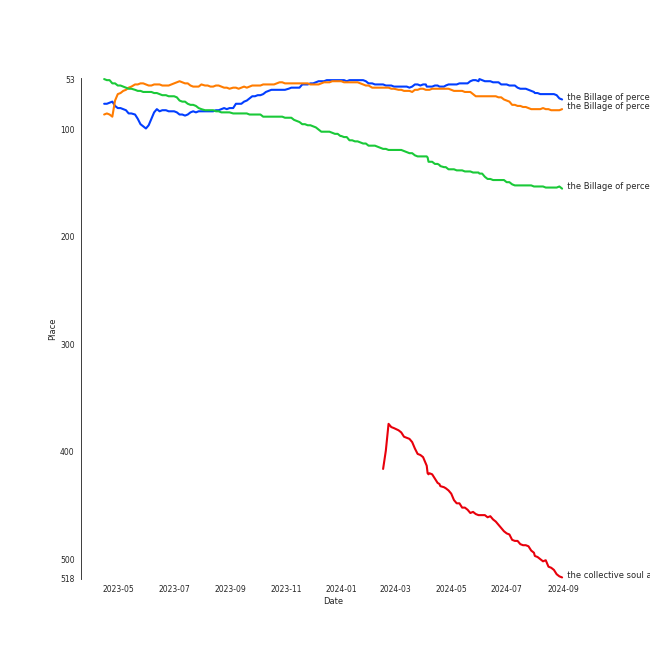 53
the Billage of perce
the Billage of perce
100
the Billage of perce
200
300
Place
400
500
the collective soul a
518
2023-05 2023-07 2023-09 2023-11 2024-01 2024-03 2024-05 2024-07 2024-09
Date